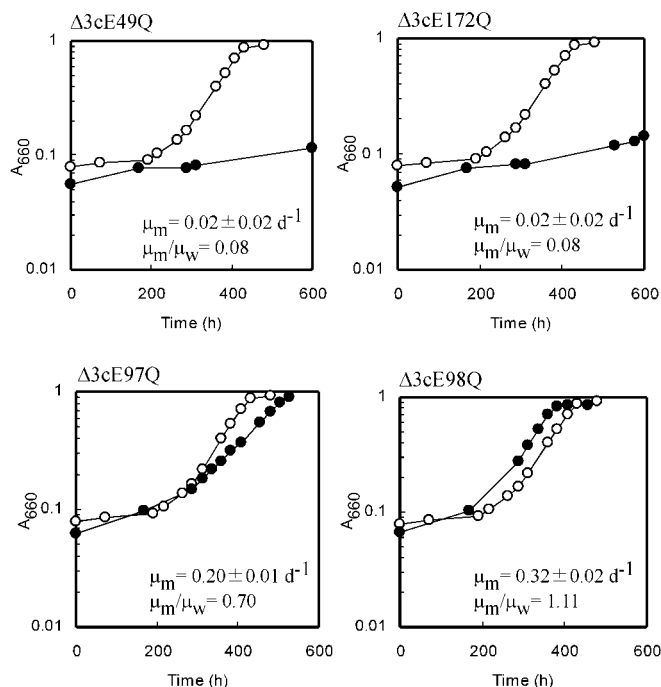 Δ3cE49Q
1
A660
0.1
μm = 0.02 ± 0.02 d-1
μm/μw = 0.08
0.01
0 200 400 600
Time (h)
Δ3cE172Q
1
A660
0.1
μm = 0.02 ± 0.02 d-1
μm/μw = 0.08
0.01
0 200 400 600
Time (h)
Δ3cE97Q
1
A660
0.1
μm = 0.20 ± 0.01 d-1
μm/μw = 0.70
0.01
0 200 400 600
Time (h)
Δ3cE98Q
1
A660
0.1
μm = 0.32 ± 0.02 d-1
μm/μw = 1.11
0.01
0 200 400 600
Time (h)